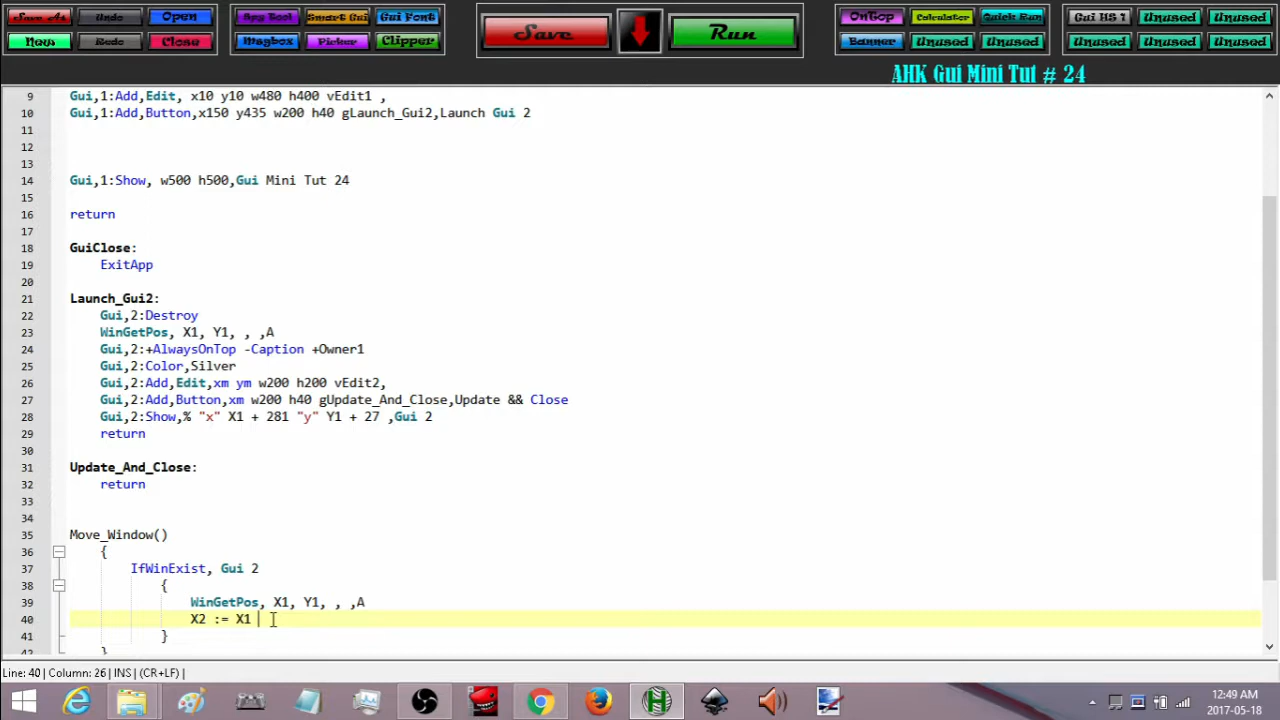 Save As Undo Open Spy Tool Smart Gui Gui Font Save Run OnTop Calculator Quick Run Gui HS 1 Unused Unused
New Redo Close Msgbox Picker Clipper Banner Unused Unused Unused Unused Unused
AHK Gui Mini Tut # 24
9 Gui,1:Add,Edit, x10 y10 w480 h400 vEdit1 ,
10 Gui,1:Add,Button,x150 y435 w200 h40 gLaunch_Gui2,Launch Gui 2
11
12
13
14 Gui,1:Show, w500 h500,Gui Mini Tut 24
15
16 return
17
18 GuiClose:
19 ExitApp
20
21 Launch_Gui2:
22 Gui,2:Destroy
23 WinGetPos, X1, Y1, , ,A
24 Gui,2:+AlwaysOnTop -Caption +Owner1
25 Gui,2:Color,Silver
26 Gui,2:Add,Edit,xm ym w200 h200 vEdit2,
27 Gui,2:Add,Button,xm w200 h40 gUpdate_And_Close,Update && Close
28 Gui,2:Show,% "x" X1 + 281 "y" Y1 + 27 ,Gui 2
29 return
30
31 Update_And_Close:
32 return
33
34
35 Move_Window()
36 {
37 IfWinExist, Gui 2
38 {
39 WinGetPos, X1, Y1, , ,A
40 X2 := X1
41 }
42 }
Line: 40 | Column: 26 | INS | (CR+LF) |
12:49 AM
2017-05-18